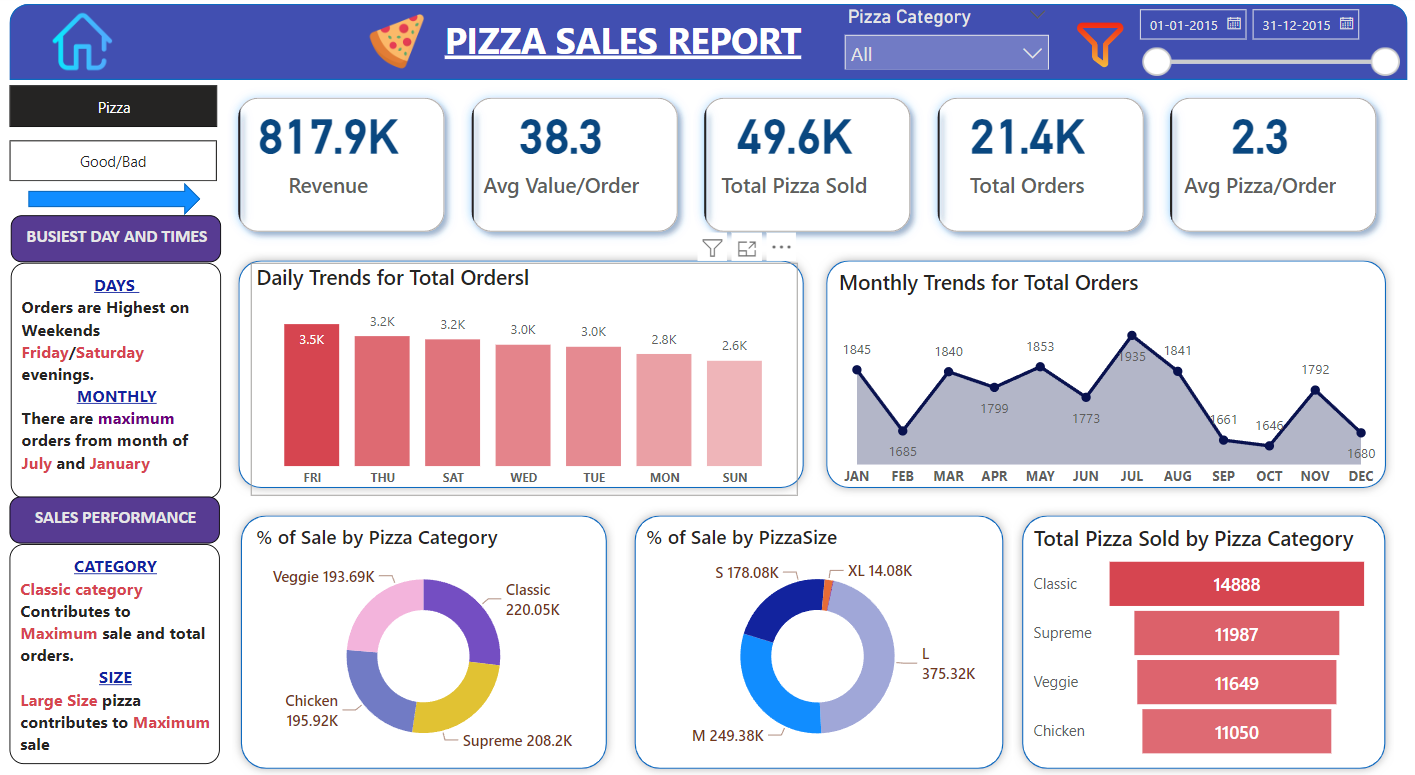 PIZZA SALES REPORT
Pizza Category
All
01-01-2015
31-12-2015
Pizza
Good/Bad
BUSIEST DAY AND TIMES
DAYS
Orders are Highest on
Weekends
Friday/Saturday
evenings.
MONTHLY
There are maximum
orders from month of
July and January
SALES PERFORMANCE
CATEGORY
Classic category
Contributes to
Maximum sale and total
orders.
SIZE
Large Size pizza
contributes to Maximum
sale
817.9K
Revenue
38.3
Avg Value/Order
49.6K
Total Pizza Sold
21.4K
Total Orders
2.3
Avg Pizza/Order
Daily Trends for Total Ordersl
3.5K
3.2K
3.2K
3.0K
3.0K
2.8K
2.6K
FRI
THU
SAT
WED
TUE
MON
SUN
Monthly Trends for Total Orders
1845
1685
1840
1799
1853
1773
1935
1841
1661
1646
1792
1680
JAN
FEB
MAR
APR
MAY
JUN
JUL
AUG
SEP
OCT
NOV
DEC
% of Sale by Pizza Category
Veggie 193.69K
Classic
220.05K
Chicken
195.92K
Supreme 208.2K
% of Sale by PizzaSize
S 178.08K
XL 14.08K
L
375.32K
M 249.38K
Total Pizza Sold by Pizza Category
Classic
14888
Supreme
11987
Veggie
11649
Chicken
11050